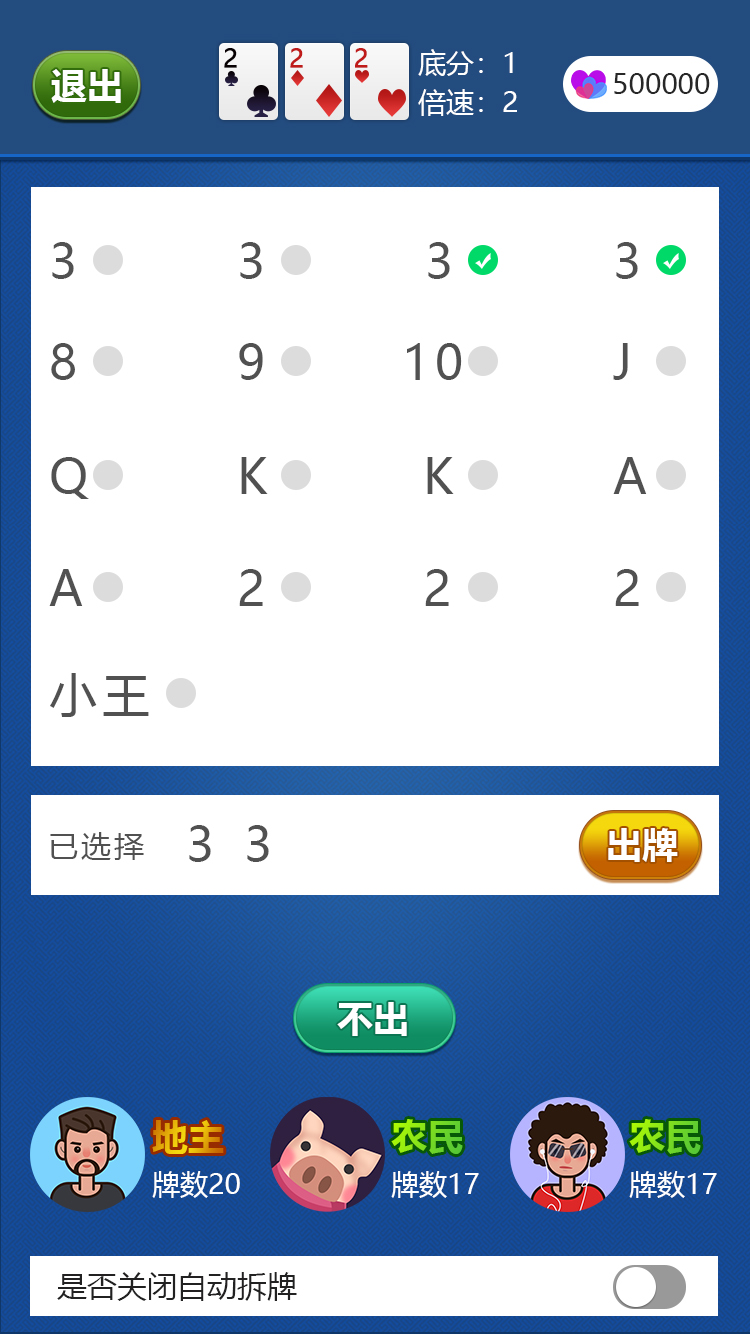 退出
2 2 2
底分：1
倍速：2
500000
3 3 3 3
8 9 10 J
Q K K A
A 2 2 2
小王
已选择 3 3 出牌
不出
地主 农民 农民
牌数20 牌数17 牌数17
是否关闭自动拆牌